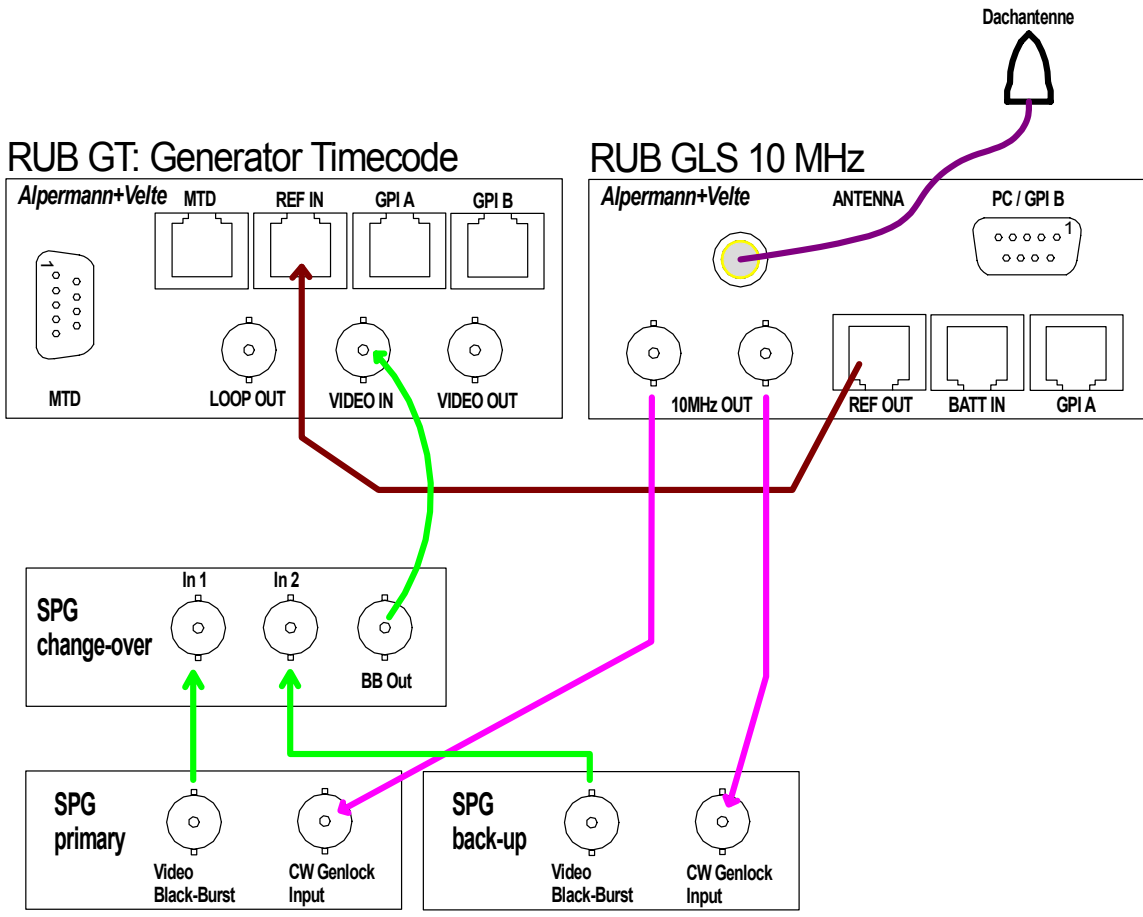 Dachantenne
RUB GT: Generator Timecode
Alpermann+Velte
MTD
REF IN
GPI A
GPI B
1
MTD
LOOP OUT
VIDEO IN
VIDEO OUT
RUB GLS 10 MHz
Alpermann+Velte
ANTENNA
PC / GPI B
1
10MHz OUT
REF OUT
BATT IN
GPI A
SPG
change-over
In 1
In 2
BB Out
SPG
primary
Video
Black-Burst
CW Genlock
Input
SPG
back-up
Video
Black-Burst
CW Genlock
Input